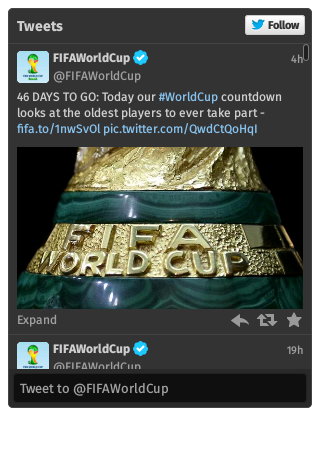 Tweets
Follow
FIFAWorldCup
4h
@FIFAWorldCup
46 DAYS TO GO: Today our #WorldCup countdown
looks at the oldest players to ever take part -
fifa.to/1nwSvOl pic.twitter.com/QwdCtQoHqI
FIFA
WORLD CUP
Expand
FIFAWorldCup
19h
@FIFAWorldCup
Tweet to @FIFAWorldCup